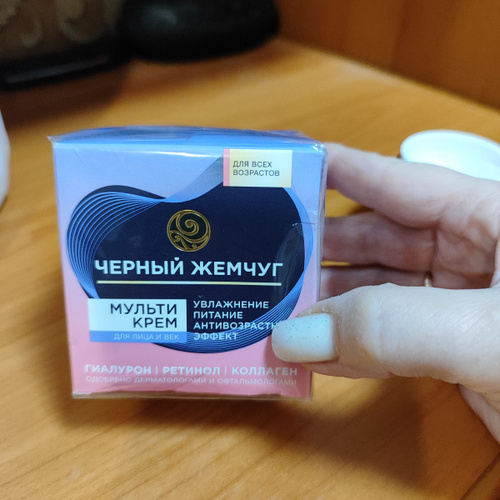 ДЛЯ ВСЕХ
ВОЗРАСТОВ
ЧЕРНЫЙ ЖЕМЧУГ
МУЛЬТИ
КРЕМ
ДЛЯ ЛИЦА И ВЕК
УВЛАЖНЕНИЕ
ПИТАНИЕ
АНТИВОЗРАСТН
ЭФФЕКТ
ГИАЛУРОН | РЕТИНОЛ | КОЛЛАГЕН
ОДОБРЕНО ДЕРМАТОЛОГАМИ И ОФТАЛЬМОЛОГАМИ